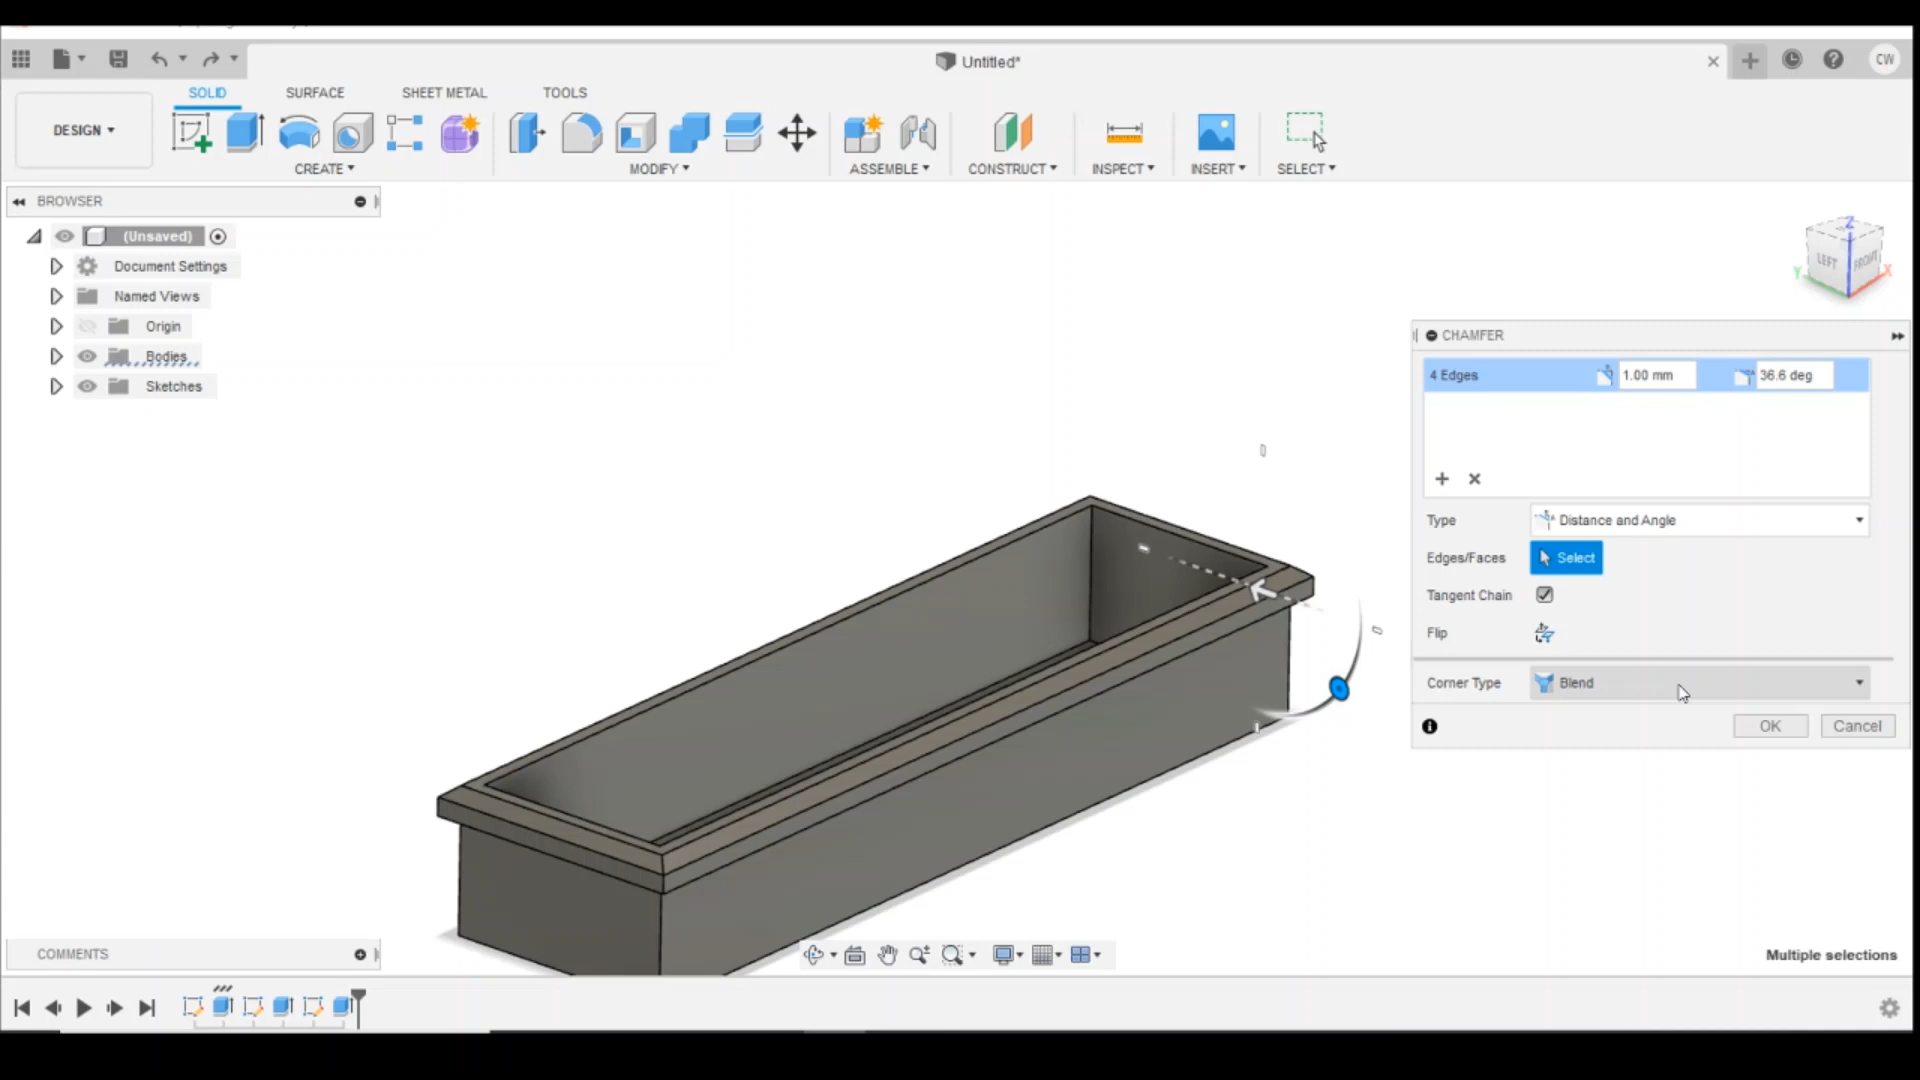 Untitled*
CW
SOLID SURFACE SHEET METAL TOOLS
DESIGN
CREATE MODIFY ASSEMBLE CONSTRUCT INSPECT INSERT SELECT
BROWSER
(Unsaved)
Document Settings
Named Views
Origin
Bodies
Sketches
Z
LEFT FRONT
Y X
CHAMFER
4 Edges 1.00 mm 36.6 deg
Type Distance and Angle
Edges/Faces Select
Tangent Chain
Flip
Corner Type Blend
OK Cancel
COMMENTS
Multiple selections